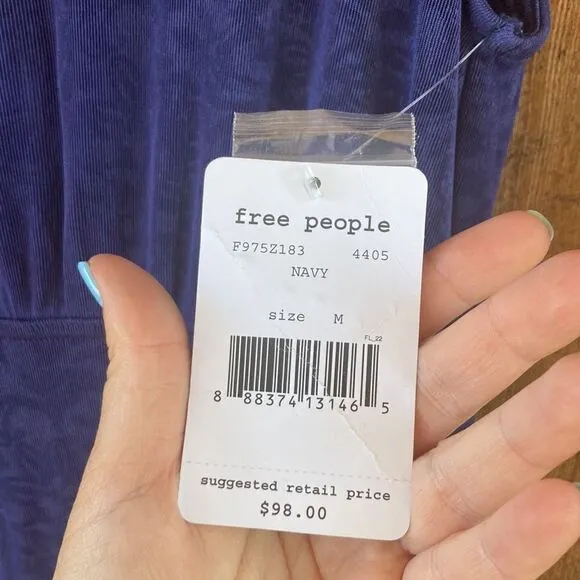 free people
F975Z183 4405
NAVY
size M
FL_22
8 88374 13146 5
suggested retail price
$98.00